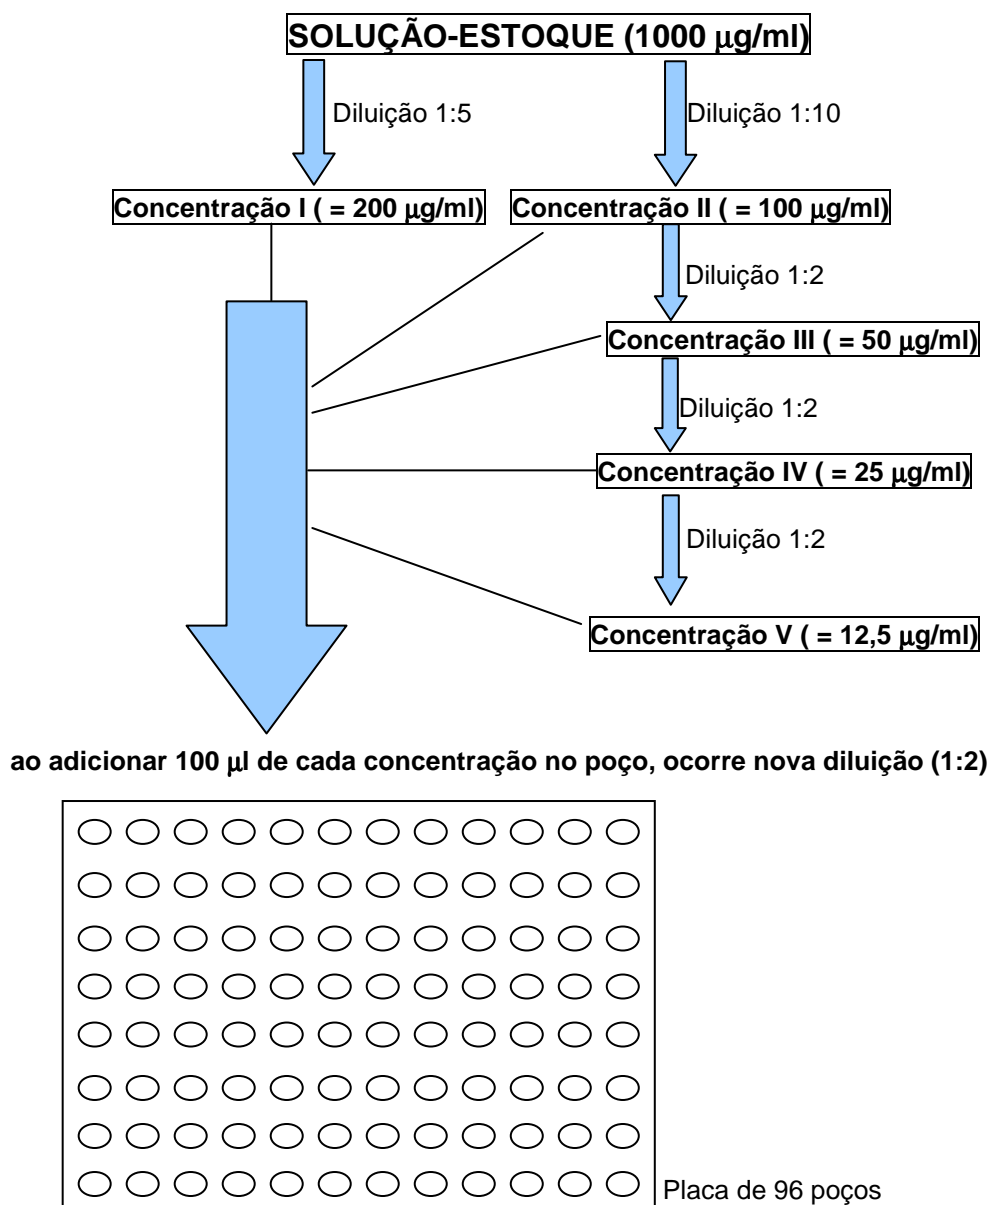 SOLUÇÃO-ESTOQUE (1000 μg/ml)
Diluição 1:5
Diluição 1:10
Concentração I ( = 200 μg/ml)
Concentração II ( = 100 μg/ml)
Diluição 1:2
Concentração III ( = 50 μg/ml)
Diluição 1:2
Concentração IV ( = 25 μg/ml)
Diluição 1:2
Concentração V ( = 12,5 μg/ml)
ao adicionar 100 μl de cada concentração no poço, ocorre nova diluição (1:2)
Placa de 96 poços